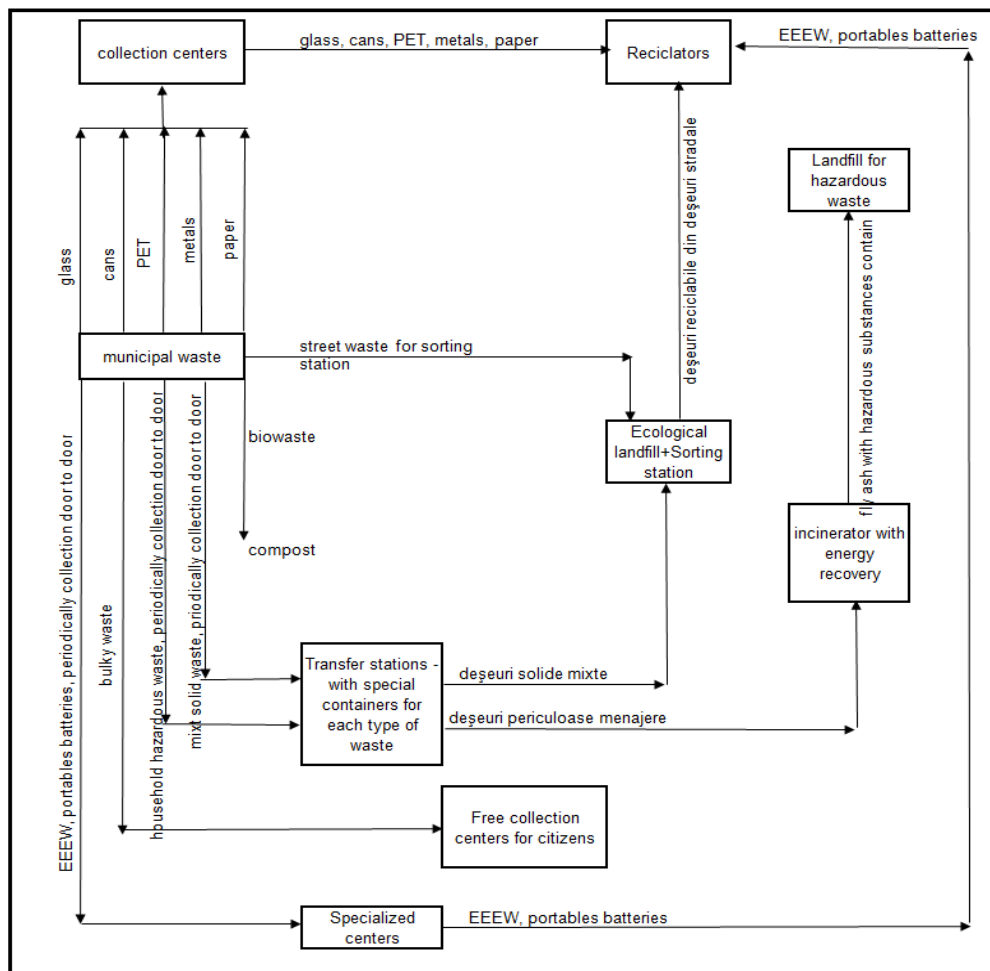 collection centers
glass, cans, PET, metals, paper
Reciclators
EEEW, portables batteries
Landfill for
hazardous
waste
glass
cans
PET
metals
paper
deşeuri reciclabile din deşeuri stradale
fly ash with hazardous substances contain
municipal waste
street waste for sorting
station
biowaste
compost
Ecological
landfill+Sorting
station
incinerator with
energy
recovery
EEEW, portables batteries, periodically collection door to door
bulky waste
household hazardous waste, periodically collection door to door
mixt solid waste, priodically collection door to door
Transfer stations -
with special
containers for
each type of
waste
deşeuri solide mixte
deşeuri periculoase menajere
Free collection
centers for citizens
Specialized
centers
EEEW, portables batteries